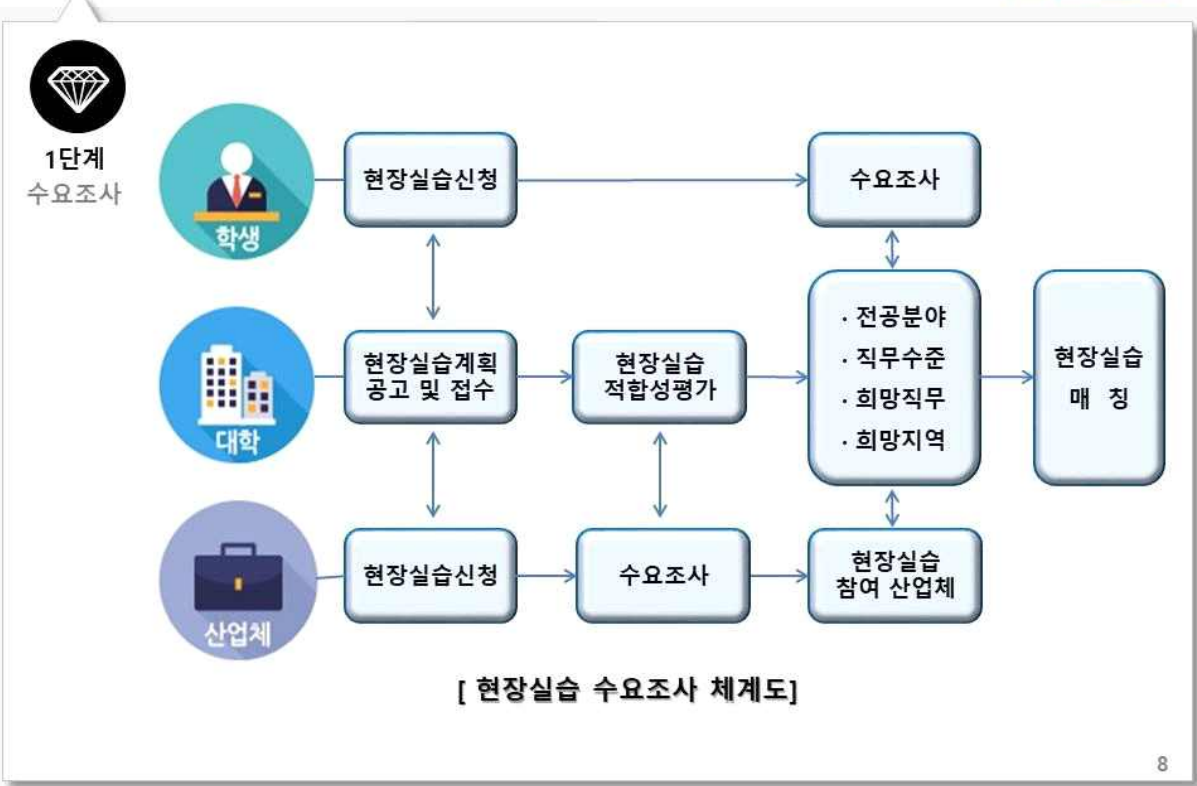 1단계
수요조사
학생
현장실습신청
수요조사
대학
현장실습계획
공고 및 접수
현장실습
적합성평가
· 전공분야
· 직무수준
· 희망직무
· 희망지역
현장실습
매 칭
산업체
현장실습신청
수요조사
현장실습
참여 산업체
[ 현장실습 수요조사 체계도]
8